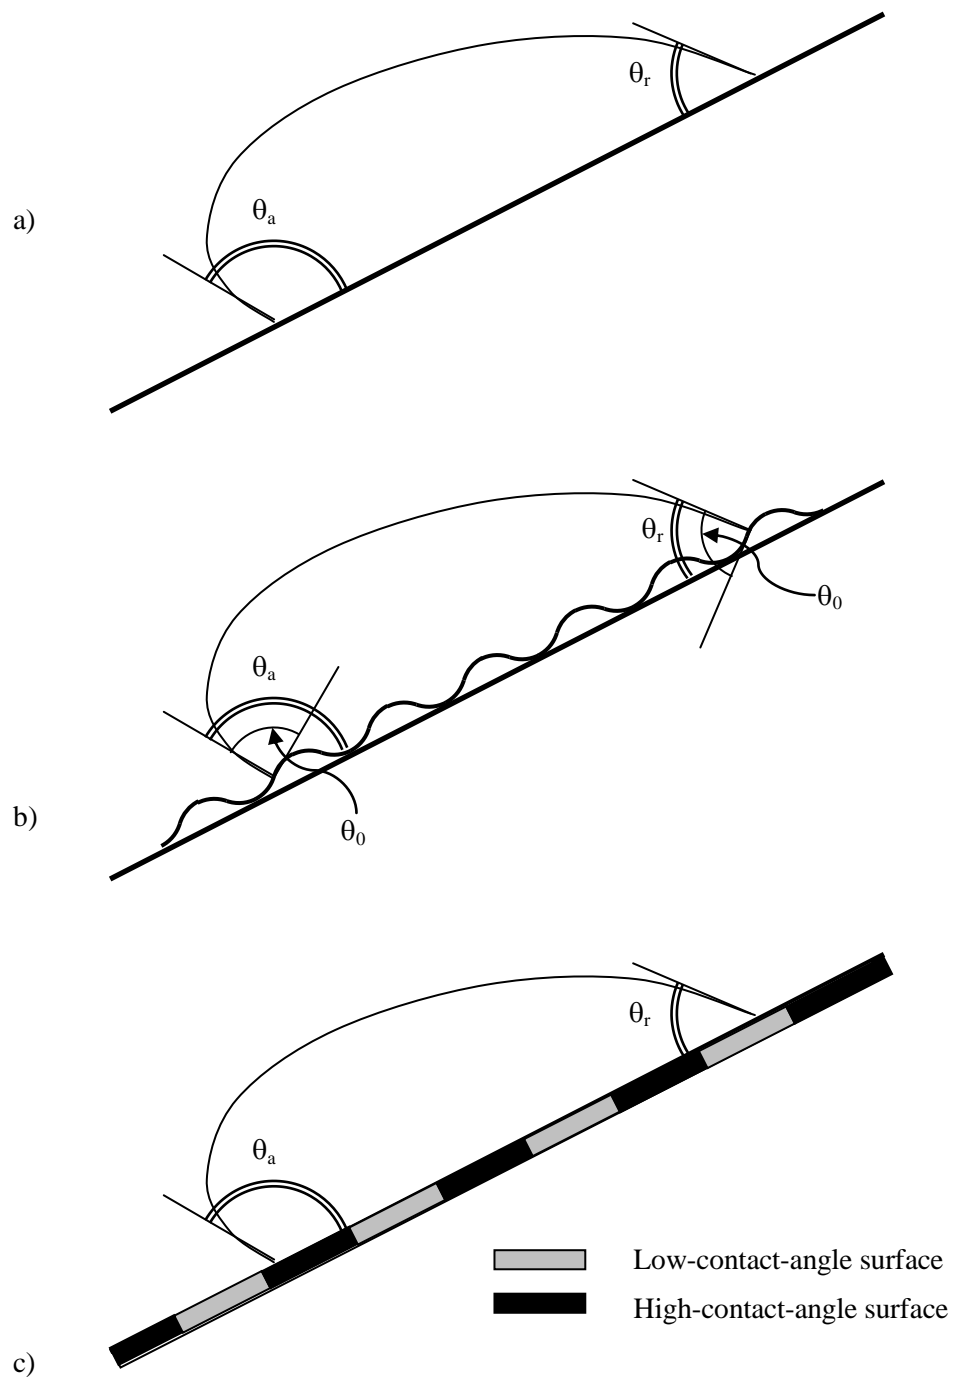 θr
θa
a)
θr
θ0
θa
b)
θ0
θr
θa
Low-contact-angle surface
High-contact-angle surface
c)